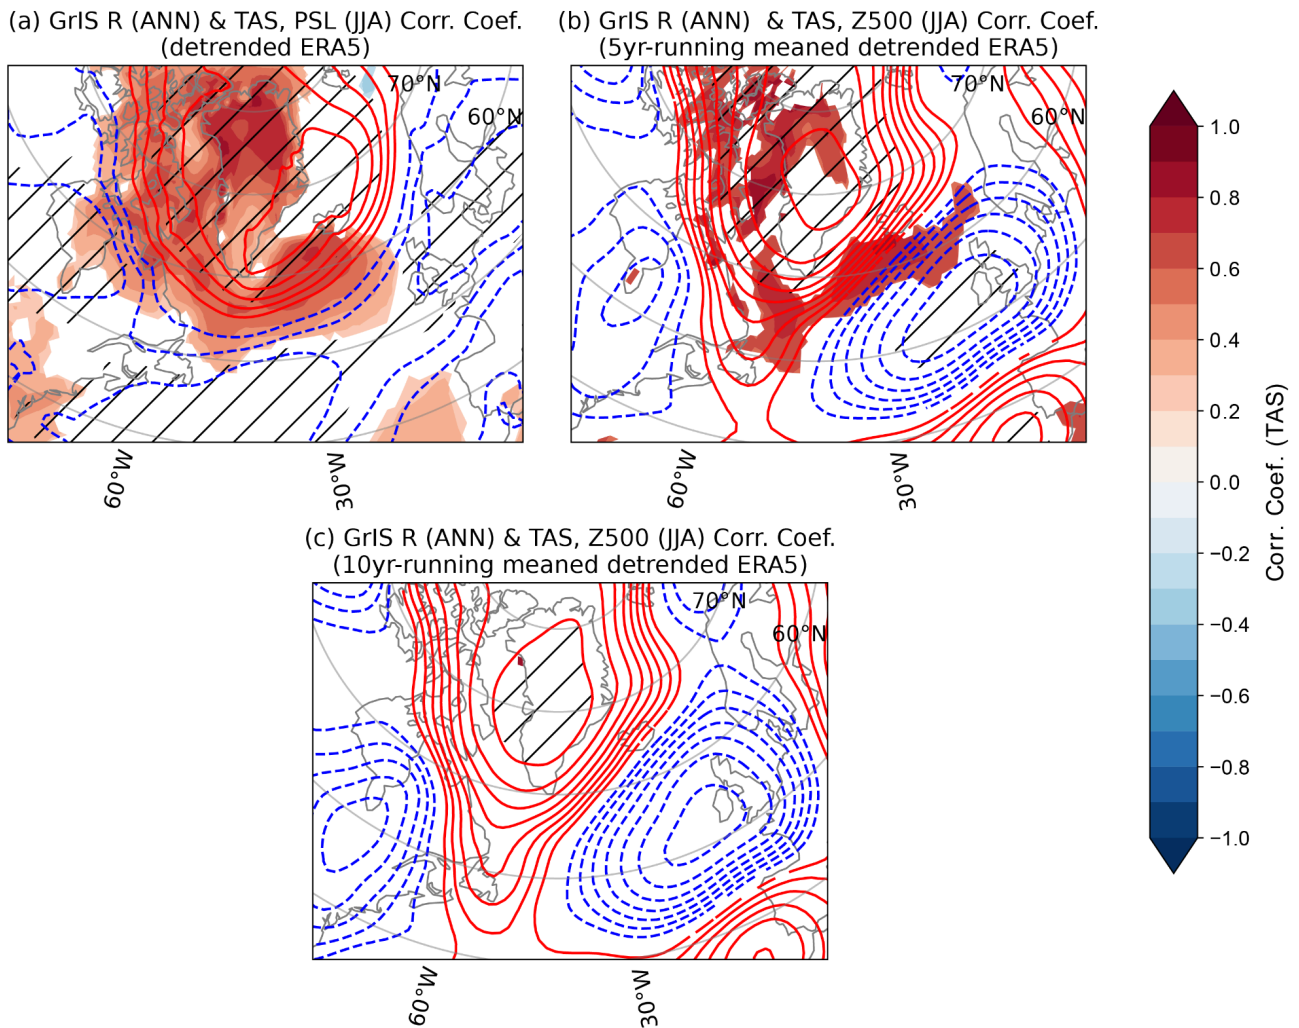 (a) GrIS R (ANN) & TAS, PSL (JJA) Corr. Coef.
(detrended ERA5)
(b) GrIS R (ANN)  & TAS, Z500 (JJA) Corr. Coef.
(5yr-running meaned detrended ERA5)
70°N
60°N
60°W
30°W
70°N
60°N
60°W
30°W
(c) GrIS R (ANN) & TAS, Z500 (JJA) Corr. Coef.
(10yr-running meaned detrended ERA5)
70°N
60°N
60°W
30°W
1.0
0.8
0.6
0.4
0.2
0.0
−0.2
−0.4
−0.6
−0.8
−1.0
Corr. Coef. (TAS)